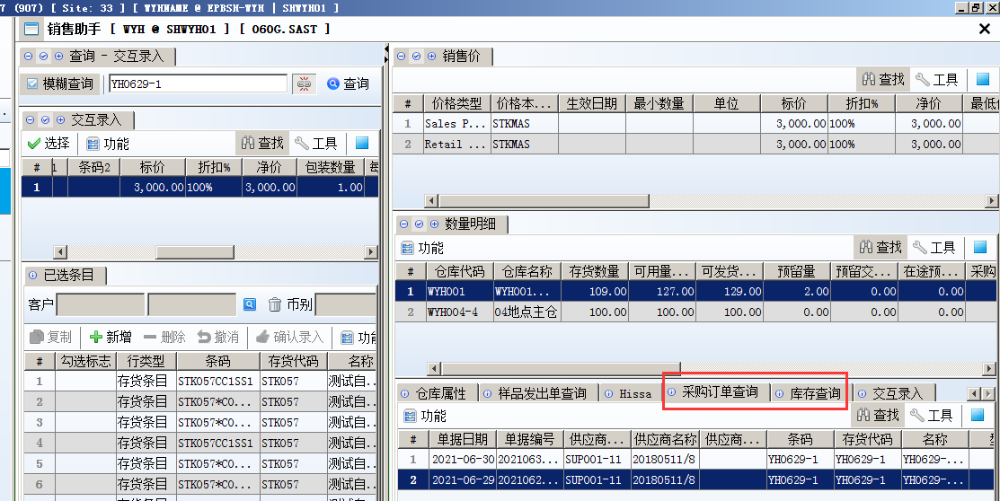 7 (907) [ Site: 33 ] [ WYHNAME @ EPBSH-WYH | SHWYH01 ]
销售助手 [ WYH @ SHWYH01 ] [ 060G.SAST ]
查询 - 交互录入
模糊查询 YH0629-1 查询
交互录入
选择 功能 查找 工具
# 1 条码2 标价 折扣% 净价 包装数量 每
1 3,000.00 100% 3,000.00 1.00
已选条目
客户 币别
复制 新增 删除 撤消 确认录入 功能
# 勾选标志 行类型 条码 存货代码 名称
1 存货条目 STK057CC1SS1 STK057 测试自...
2 存货条目 STK057*CO... STK057 测试自...
3 存货条目 STK057*CO... STK057 测试自...
4 存货条目 STK057CC1SS1 STK057 测试自...
5 存货条目 STK057*CO... STK057 测试自...
6 存货条目 STK057*CO... STK057 测试自...
销售价
查找 工具
# 价格类型 价格本... 生效日期 最小数量 单位 标价 折扣% 净价 最低价
1 Sales P... STKMAS 3,000.00 100% 3,000.00
2 Retail ... STKMAS 3,000.00 100% 3,000.00
数量明细
功能 查找 工具
# 仓库代码 仓库名称 存货数量 可用量... 可发货... 预留量 预留交... 在途预... 采购
1 WYH001 WYH001... 109.00 127.00 129.00 2.00 0.00 0.00
2 WYH004-4 04地点主仓 100.00 100.00 100.00 0.00 0.00 0.00
仓库属性 样品发出单查询 Hissa 采购订单查询 库存查询 交互录入
功能 查找 工具
# 单据日期 单据编号 供应商... 供应商名称 供应商... 条码 存货代码 名称
1 2021-06-30 2021063... SUP001-11 20180511/8 YH0629-1 YH0629-1 YH0629-...
2 2021-06-29 2021062... SUP001-11 20180511/8 YH0629-1 YH0629-1 YH0629-...